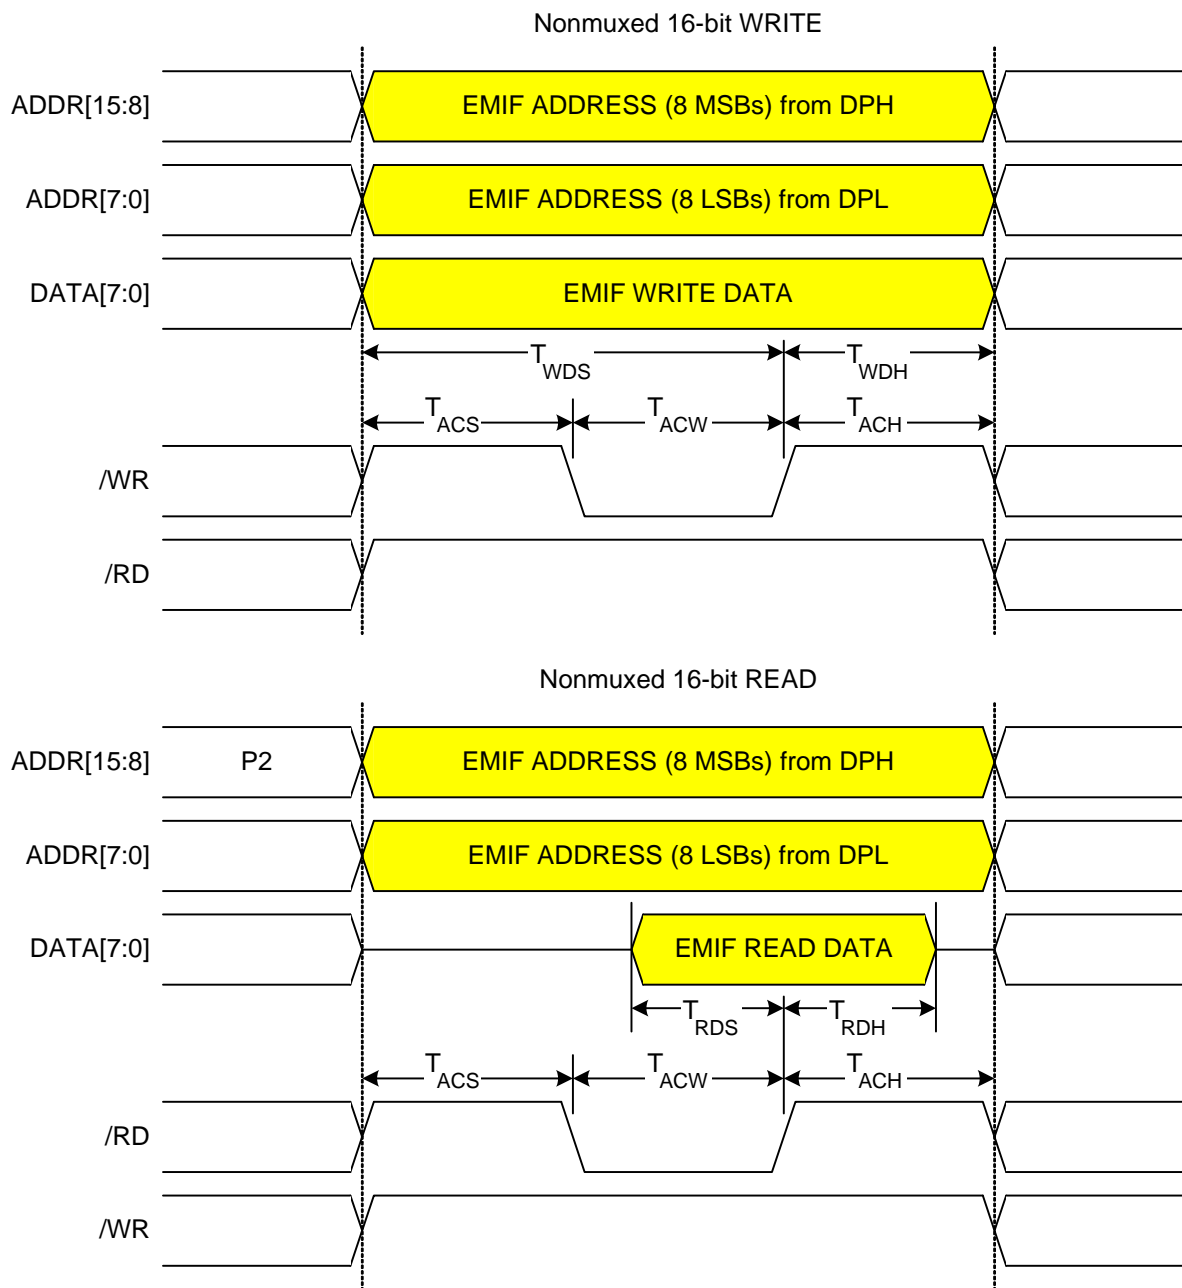 Nonmuxed 16-bit WRITE
ADDR[15:8] EMIF ADDRESS (8 MSBs) from DPH
ADDR[7:0] EMIF ADDRESS (8 LSBs) from DPL
DATA[7:0] EMIF WRITE DATA
TWDS TWDH
TACS TACW TACH
/WR
/RD
Nonmuxed 16-bit READ
ADDR[15:8] P2 EMIF ADDRESS (8 MSBs) from DPH
ADDR[7:0] EMIF ADDRESS (8 LSBs) from DPL
DATA[7:0] EMIF READ DATA
TRDS TRDH
TACS TACW TACH
/RD
/WR